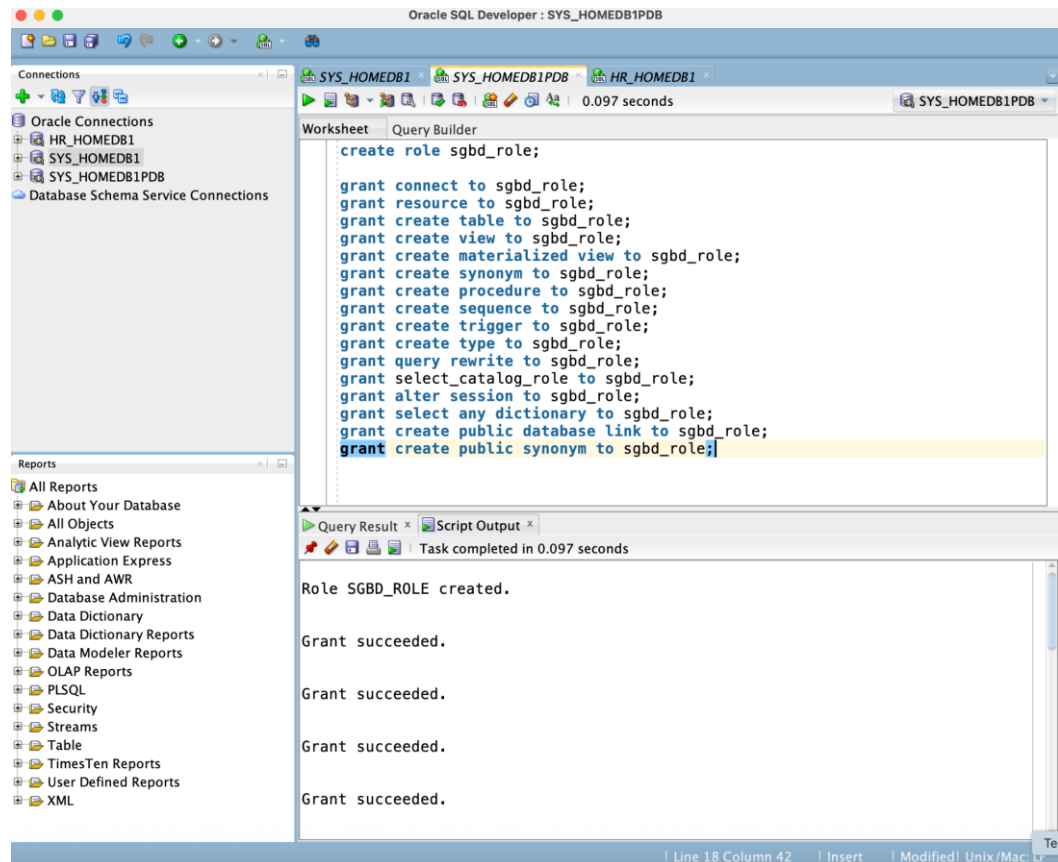 Oracle SQL Developer : SYS_HOMEDB1PDB
Connections
Oracle Connections
HR_HOMEDB1
SYS_HOMEDB1
SYS_HOMEDB1PDB
Database Schema Service Connections
Reports
All Reports
About Your Database
All Objects
Analytic View Reports
Application Express
ASH and AWR
Database Administration
Data Dictionary
Data Dictionary Reports
Data Modeler Reports
OLAP Reports
PLSQL
Security
Streams
Table
TimesTen Reports
User Defined Reports
XML
SYS_HOMEDB1 SYS_HOMEDB1PDB HR_HOMEDB1
0.097 seconds SYS_HOMEDB1PDB
Worksheet Query Builder
create role sgbd_role;
grant connect to sgbd_role;
grant resource to sgbd_role;
grant create table to sgbd_role;
grant create view to sgbd_role;
grant create materialized view to sgbd_role;
grant create synonym to sgbd_role;
grant create procedure to sgbd_role;
grant create sequence to sgbd_role;
grant create trigger to sgbd_role;
grant create type to sgbd_role;
grant query rewrite to sgbd_role;
grant select_catalog_role to sgbd_role;
grant alter session to sgbd_role;
grant select any dictionary to sgbd_role;
grant create public database link to sgbd_role;
grant create public synonym to sgbd_role;
Query Result Script Output
Task completed in 0.097 seconds
Role SGBD_ROLE created.
Grant succeeded.
Grant succeeded.
Grant succeeded.
Grant succeeded.
Line 18 Column 42 Insert Modified Unix/Mac:
Te